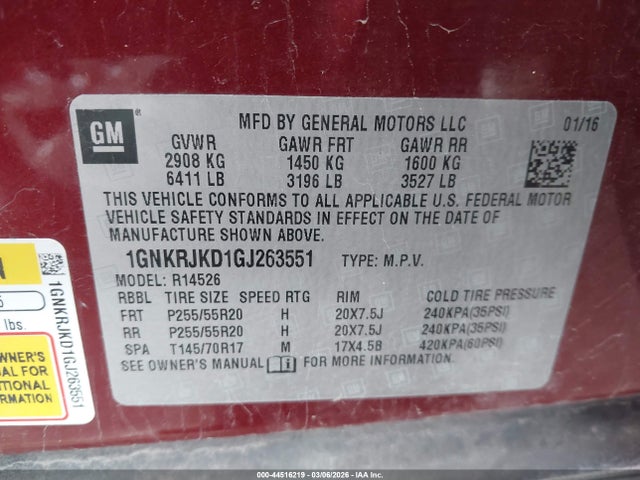 GM
MFD BY GENERAL MOTORS LLC 01/16
GVWR GAWR FRT GAWR RR
2908 KG 1450 KG 1600 KG
6411 LB 3196 LB 3527 LB
THIS VEHICLE CONFORMS TO ALL APPLICABLE U.S. FEDERAL MOTOR
VEHICLE SAFETY STANDARDS IN EFFECT ON THE DATE OF
MANUFACTURE SHOWN ABOVE.
1GNKRJKD1GJ263551 TYPE: M.P.V.
MODEL: R14526
RBBL TIRE SIZE SPEED RTG RIM COLD TIRE PRESSURE
FRT P255/55R20 H 20X7.5J 240KPA(35PSI)
RR P255/55R20 H 20X7.5J 240KPA(35PSI)
SPA T145/70R17 M 17X4.5B 420KPA(60PSI)
SEE OWNER'S MANUAL FOR MORE INFORMATION.
lbs.
OWNER'S
AL FOR
ITIONAL
RMATION
1GNKRJKD1GJ263551
000-44516219 - 03/06/2026 - IAAI.COM